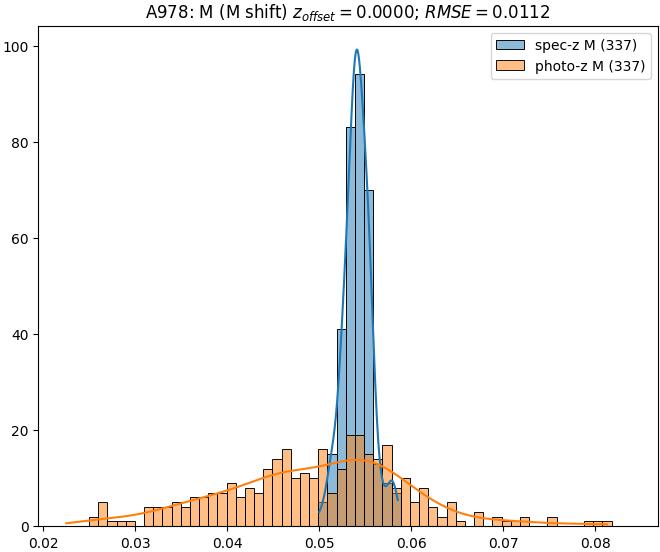 A978: M (M shift) z_offset = 0.0000; RMSE = 0.0112
spec-z M (337)
photo-z M (337)
100
80
60
40
20
0
0.02 0.03 0.04 0.05 0.06 0.07 0.08